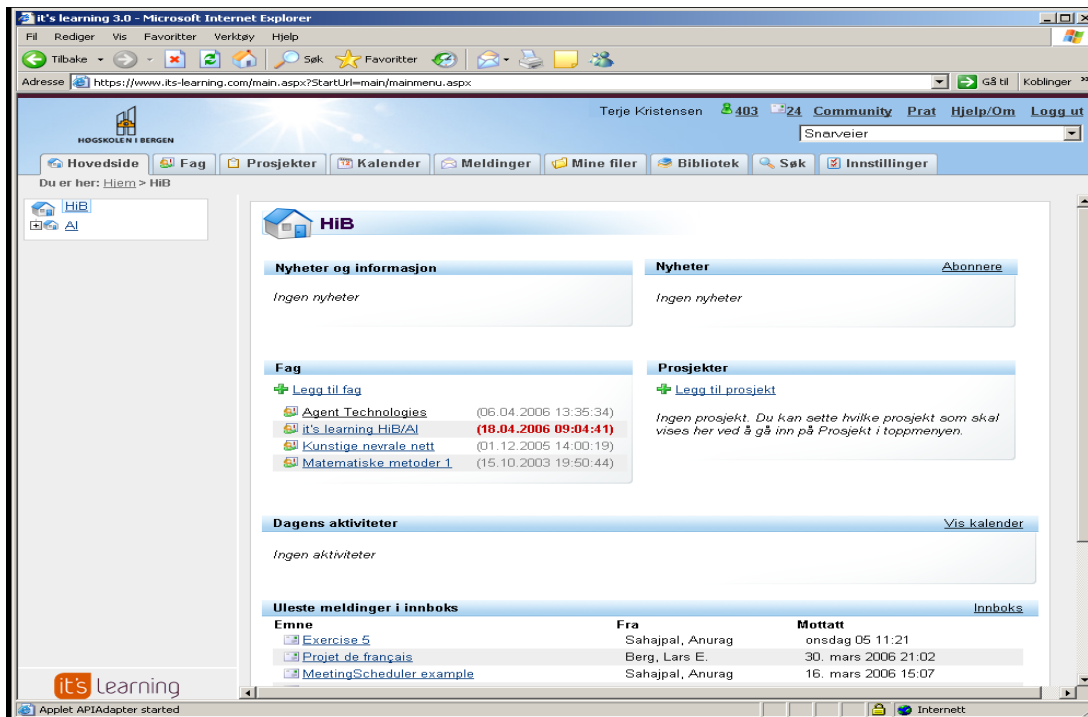 it's learning 3.0 - Microsoft Internet Explorer
Fil Rediger Vis Favoritter Verktøy Hjelp
Tilbake Søk Favoritter
Adresse https://www.its-learning.com/main.aspx?StartUrl=main/mainmenu.aspx Gå til Koblinger »
Terje Kristensen 403 24 Community Prat Hjelp/Om Logg ut
HØGSKOLEN I BERGEN
Snarveier
Hovedside Fag Prosjekter Kalender Meldinger Mine filer Bibliotek Søk Innstillinger
Du er her: Hjem > HiB
HiB
AI
HiB
Nyheter og informasjon
Ingen nyheter
Nyheter Abonnere
Ingen nyheter
Fag
Legg til fag
Agent Technologies (06.04.2006 13:35:34)
it's learning HiB/AI (18.04.2006 09:04:41)
Kunstige nevrale nett (01.12.2005 14:00:19)
Matematiske metoder 1 (15.10.2003 19:50:44)
Prosjekter
Legg til prosjekt
Ingen prosjekt. Du kan sette hvilke prosjekt som skal
vises her ved å gå inn på Prosjekt i toppmenyen.
Dagens aktiviteter Vis kalender
Ingen aktiviteter
Uleste meldinger i innboks Innboks
Emne Fra Mottatt
Exercise 5 Sahajpal, Anurag onsdag 05 11:21
Projet de français Berg, Lars E. 30. mars 2006 21:02
MeetingScheduler example Sahajpal, Anurag 16. mars 2006 15:07
it's learning
Applet APIAdapter started Internett